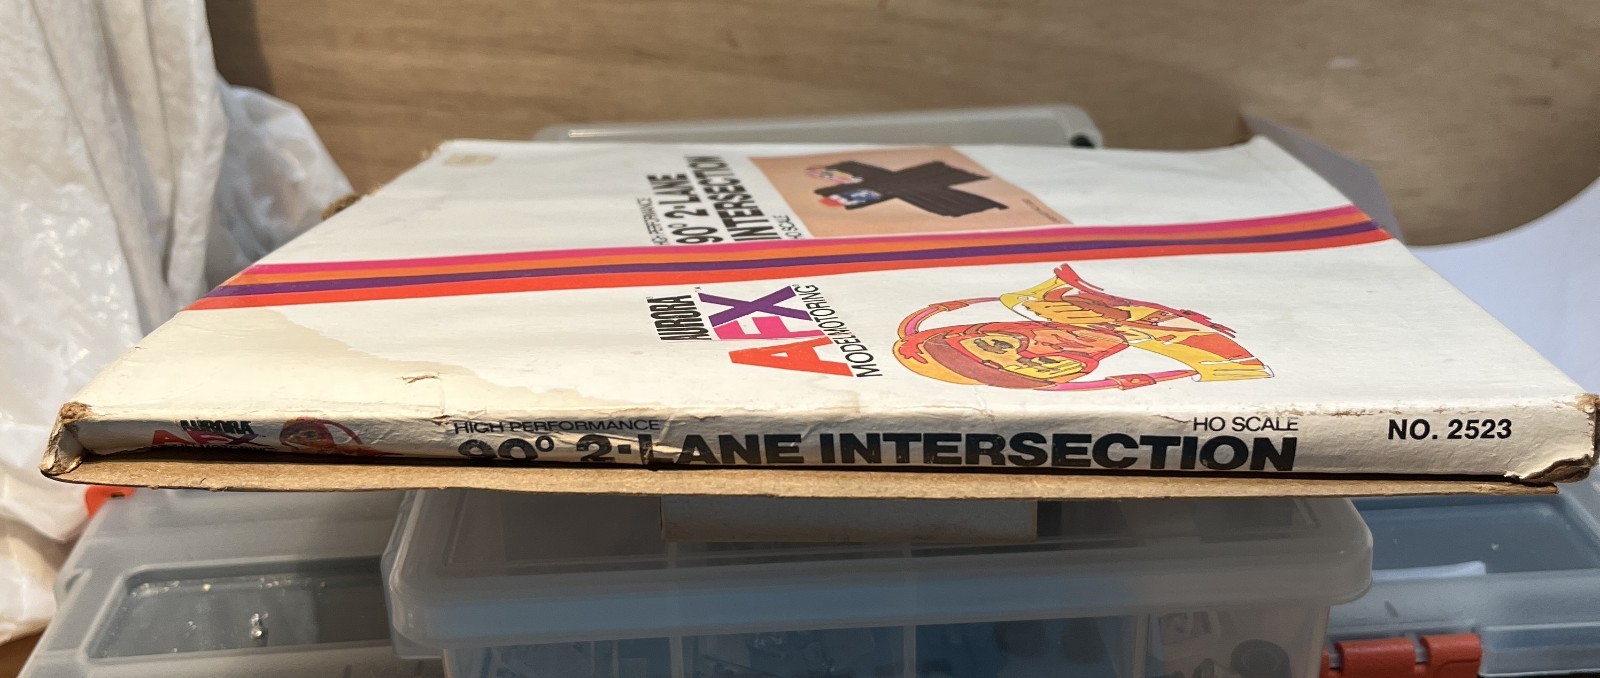 HIGH PERFORMANCE
90° 2-LANE
INTERSECTION
HO SCALE
AURORA
AFX
MODEL MOTORING
AURORA
AFX
HIGH PERFORMANCE
90° 2-LANE INTERSECTION
HO SCALE
NO. 2523